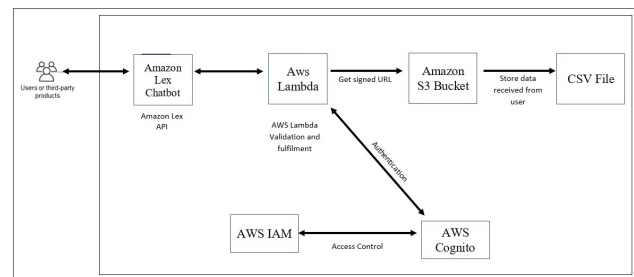 Users or third-party
products
Amazon
Lex
Chatbot
Amazon Lex
API
Aws
Lambda
AWS Lambda
Validation and
fulfilment
Get signed URL
Amazon
S3 Bucket
Store data
received from
user
CSV File
Authentication
AWS IAM
Access Control
AWS
Cognito